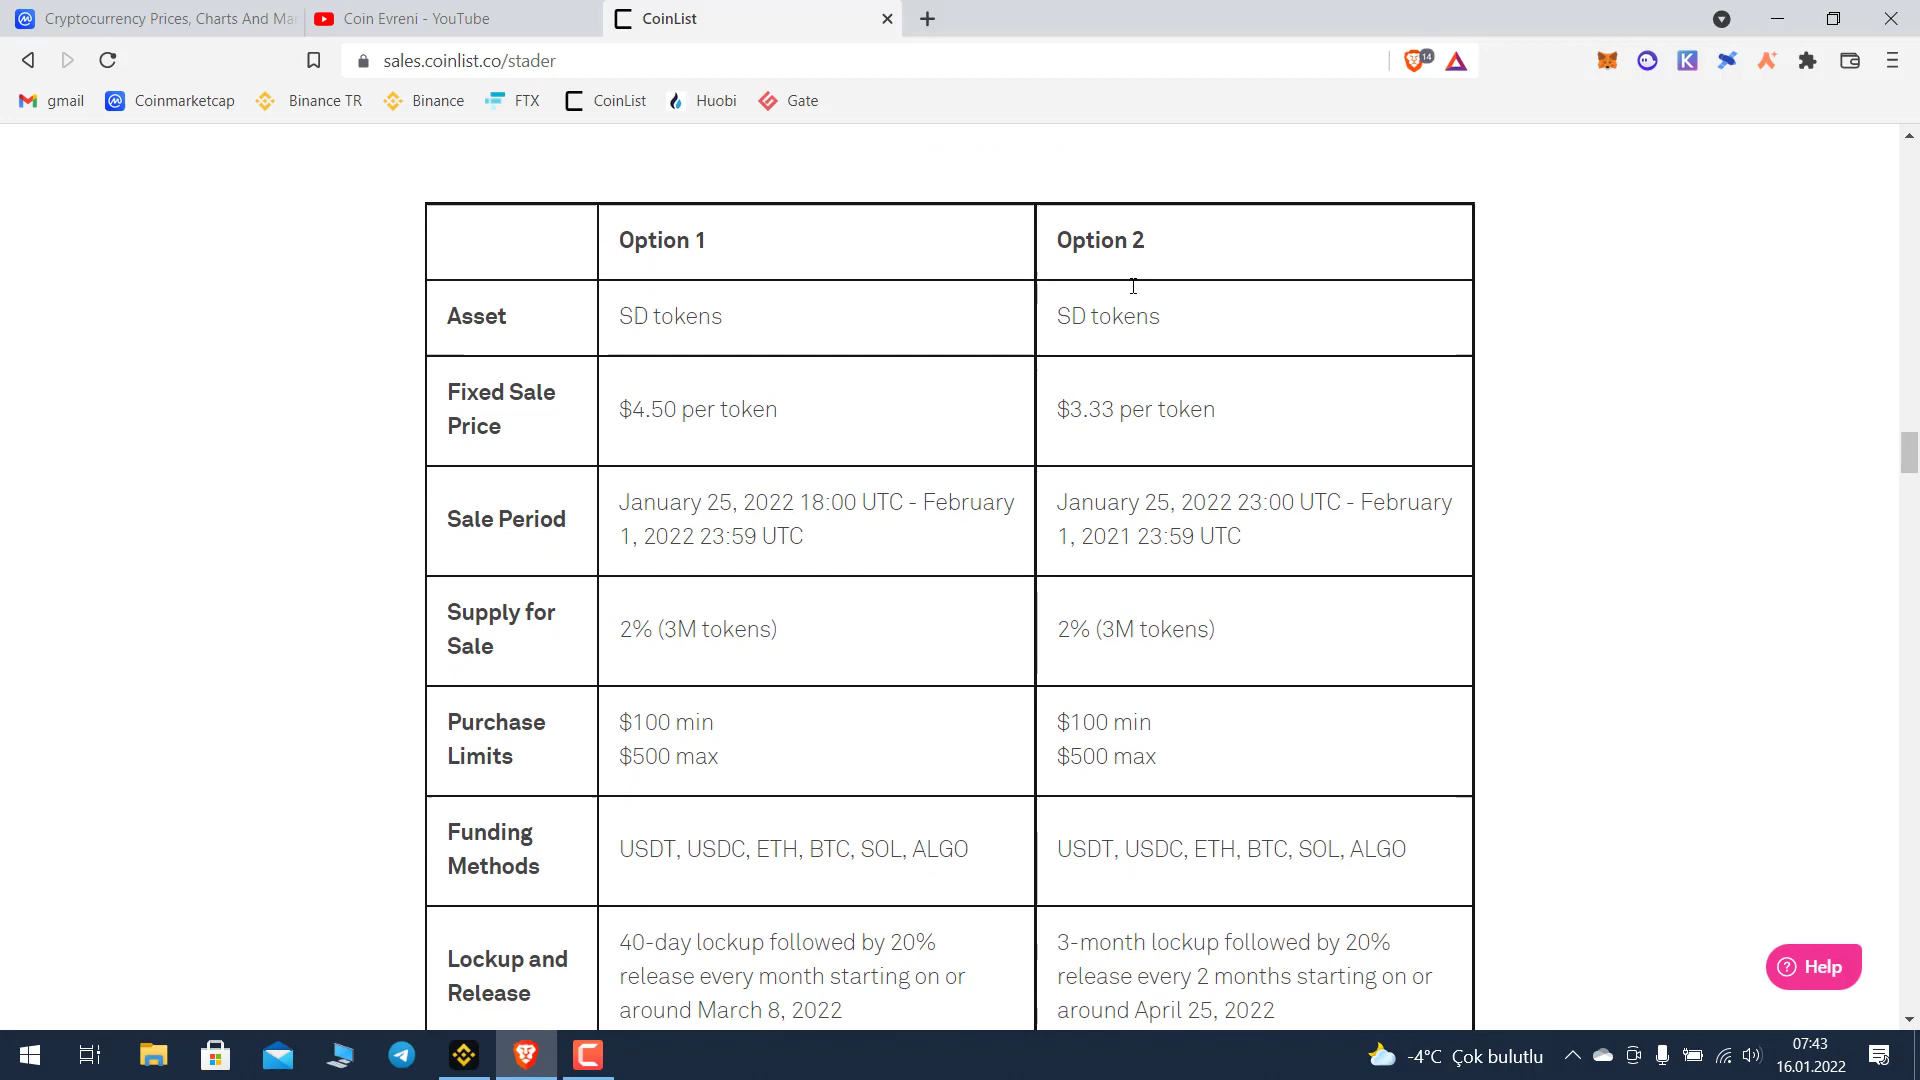 Cryptocurrency Prices, Charts And Ma
Coin Evreni - YouTube
CoinList
sales.coinlist.co/stader
14
gmail
Coinmarketcap
Binance TR
Binance
FTX
CoinList
Huobi
Gate
Option 1
Option 2
Asset
SD tokens
SD tokens
Fixed Sale
Price
$4.50 per token
$3.33 per token
Sale Period
January 25, 2022 18:00 UTC - February
1, 2022 23:59 UTC
January 25, 2022 23:00 UTC - February
1, 2021 23:59 UTC
Supply for
Sale
2% (3M tokens)
2% (3M tokens)
Purchase
Limits
$100 min
$500 max
$100 min
$500 max
Funding
Methods
USDT, USDC, ETH, BTC, SOL, ALGO
USDT, USDC, ETH, BTC, SOL, ALGO
Lockup and
Release
40-day lockup followed by 20%
release every month starting on or
around March 8, 2022
3-month lockup followed by 20%
release every 2 months starting on or
around April 25, 2022
Help
-4°C Çok bulutlu
07:43
16.01.2022